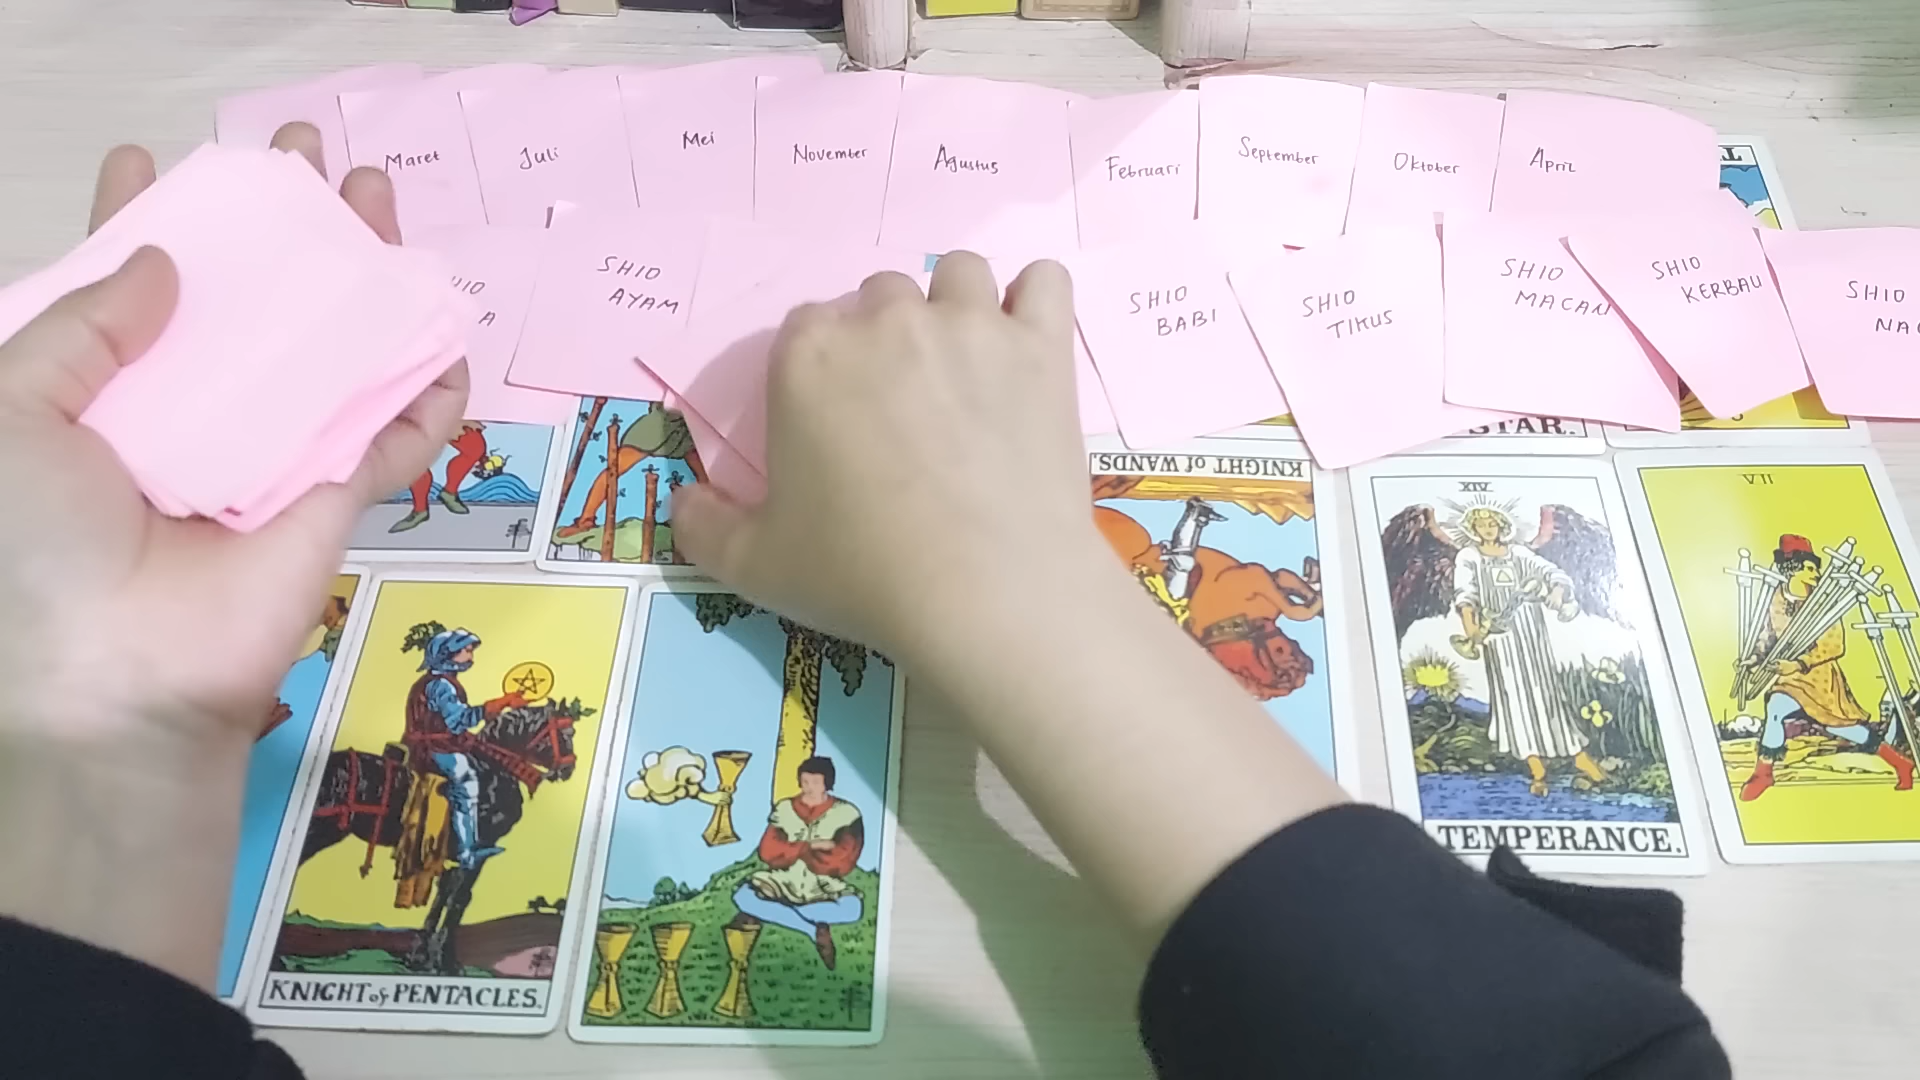 Maret
Juli
Mei
November
Agustus
Februari
September
Oktober
April
SHIO
AYAM
SHIO
BABI
SHIO
TIKUS
SHIO
MACAN
SHIO
KERBAU
SHIO
STAR.
KNIGHT of WANDS.
XIV
VII
TEMPERANCE.
KNIGHT of PENTACLES.